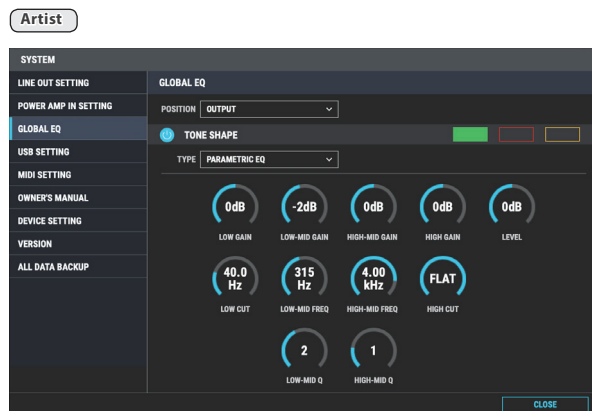 Artist
SYSTEM
LINE OUT SETTING
POWER AMP IN SETTING
GLOBAL EQ
USB SETTING
MIDI SETTING
OWNER'S MANUAL
DEVICE SETTING
VERSION
ALL DATA BACKUP
GLOBAL EQ
POSITION OUTPUT
TONE SHAPE
TYPE PARAMETRIC EQ
0dB -2dB 0dB 0dB 0dB
LOW GAIN LOW-MID GAIN HIGH-MID GAIN HIGH GAIN LEVEL
40.0 315 4.00 FLAT
Hz Hz kHz
LOW CUT LOW-MID FREQ HIGH-MID FREQ HIGH CUT
2 1
LOW-MID Q HIGH-MID Q
CLOSE